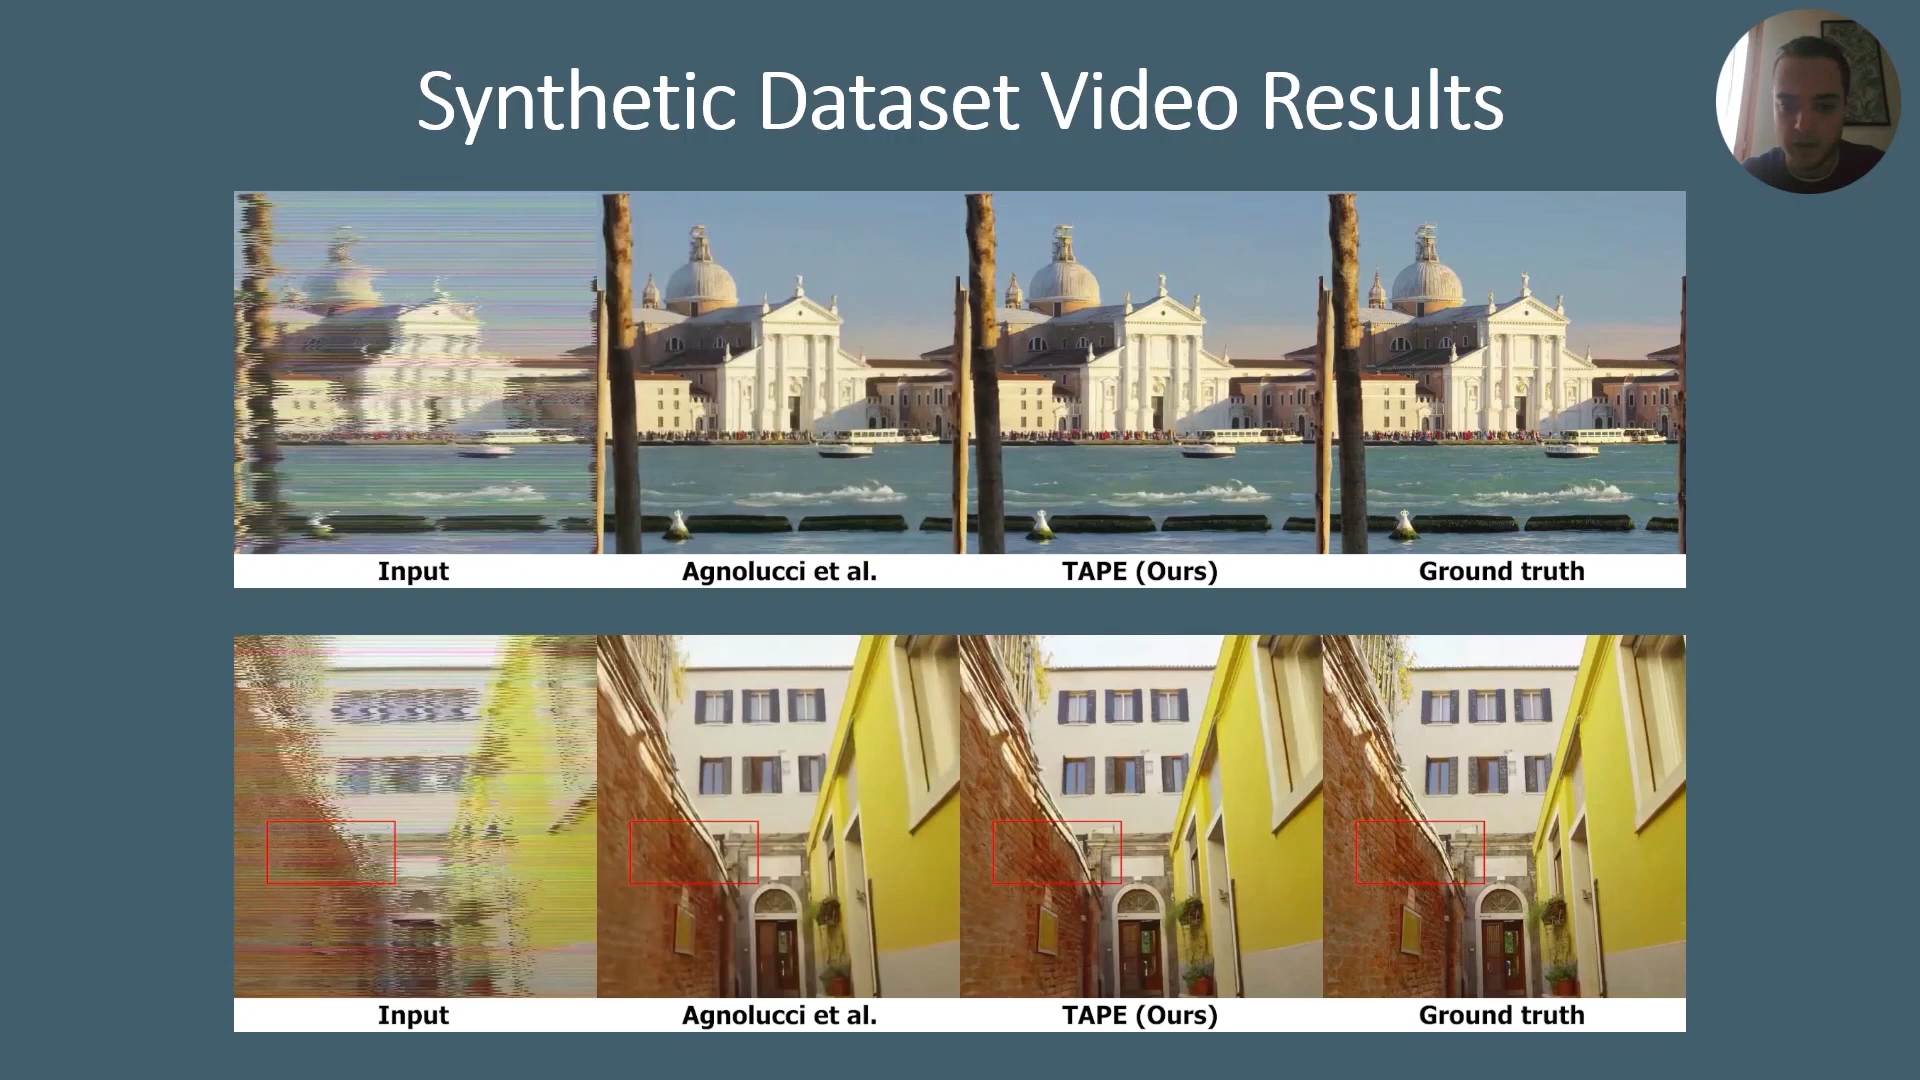 Synthetic Dataset Video Results
Input
Agnolucci et al.
TAPE (Ours)
Ground truth
Input
Agnolucci et al.
TAPE (Ours)
Ground truth